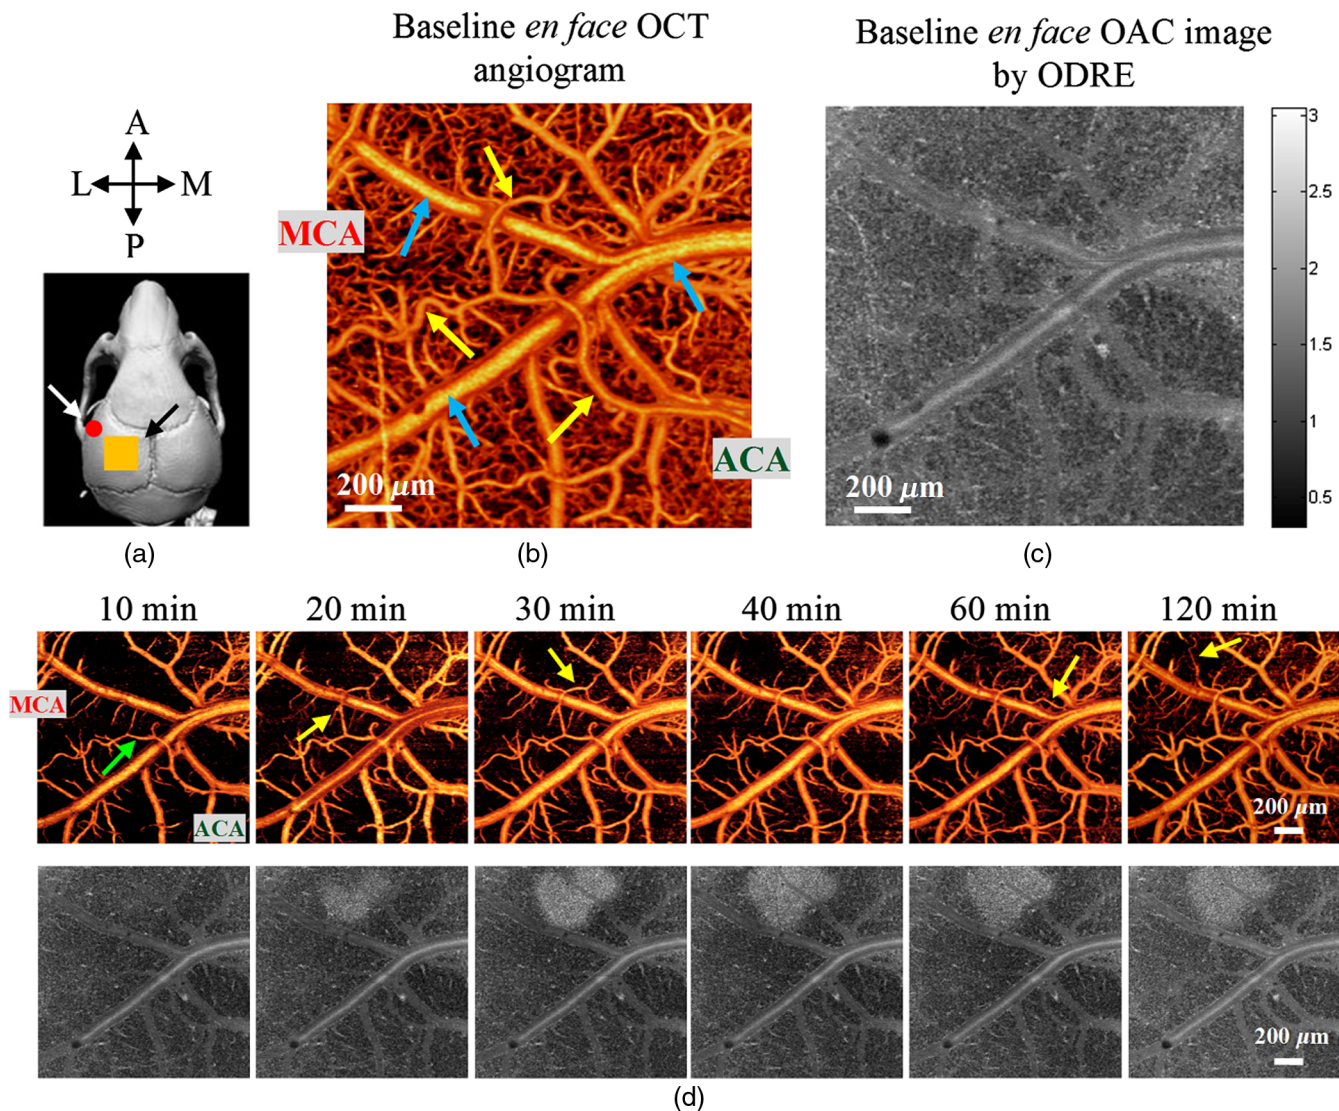 Baseline en face OCT
angiogram
Baseline en face OAC image
by ODRE
A
L M
P
MCA
ACA
200 µm
200 µm
3
2.5
2
1.5
1
0.5
(a)
(b)
(c)
10 min 20 min 30 min 40 min 60 min 120 min
MCA
ACA
200 µm
200 µm
(d)